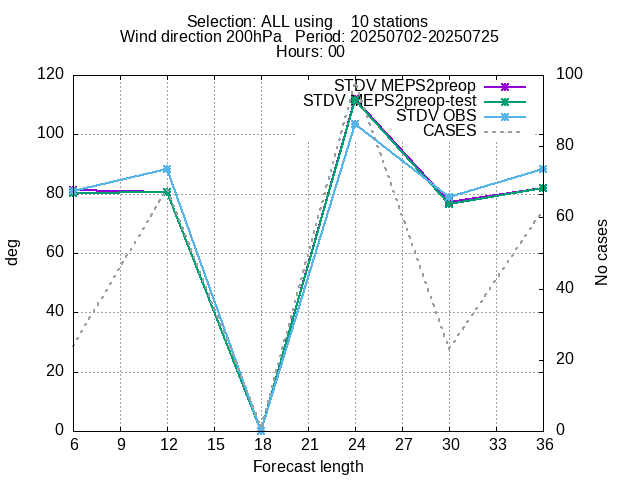 Selection: ALL using    10 stations
Wind direction 200hPa   Period: 20250702-20250725
Hours: 00
STDV MEPS2preop
STDV MEPS2preop-test
STDV OBS
CASES
120
100
80
60
40
20
0
deg
100
80
60
40
20
0
No cases
6 9 12 15 18 21 24 27 30 33 36
Forecast length